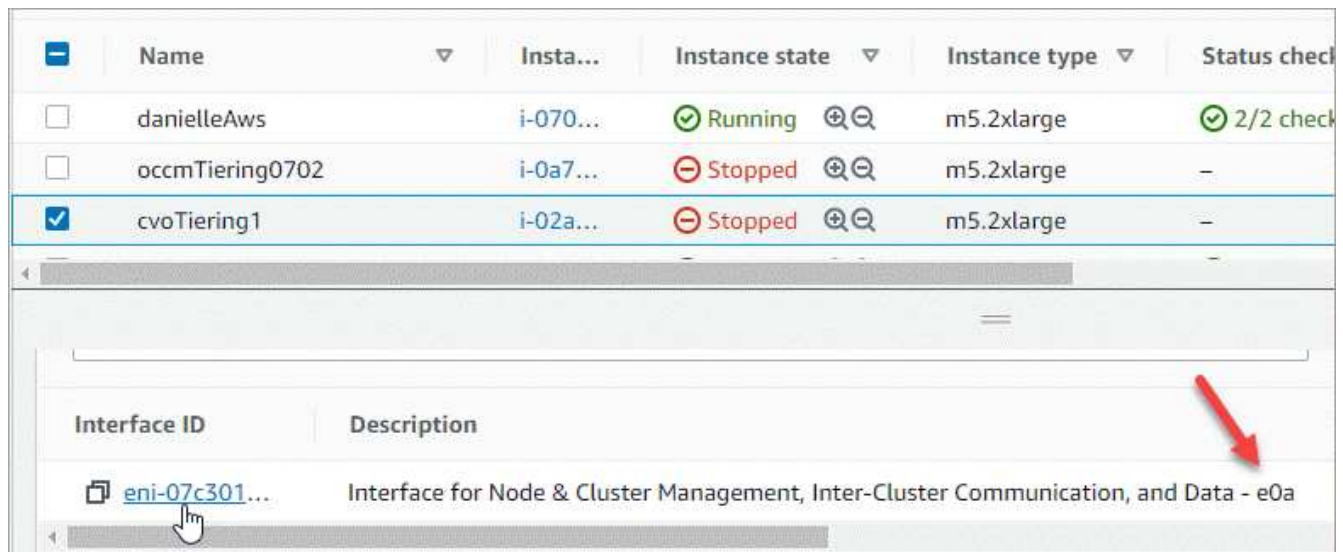 Name Insta... Instance state Instance type Status check
danielleAws i-070... Running m5.2xlarge 2/2 check
occmTiering0702 i-0a7... Stopped m5.2xlarge –
cvoTiering1 i-02a... Stopped m5.2xlarge –
Interface ID Description
eni-07c301... Interface for Node & Cluster Management, Inter-Cluster Communication, and Data - e0a